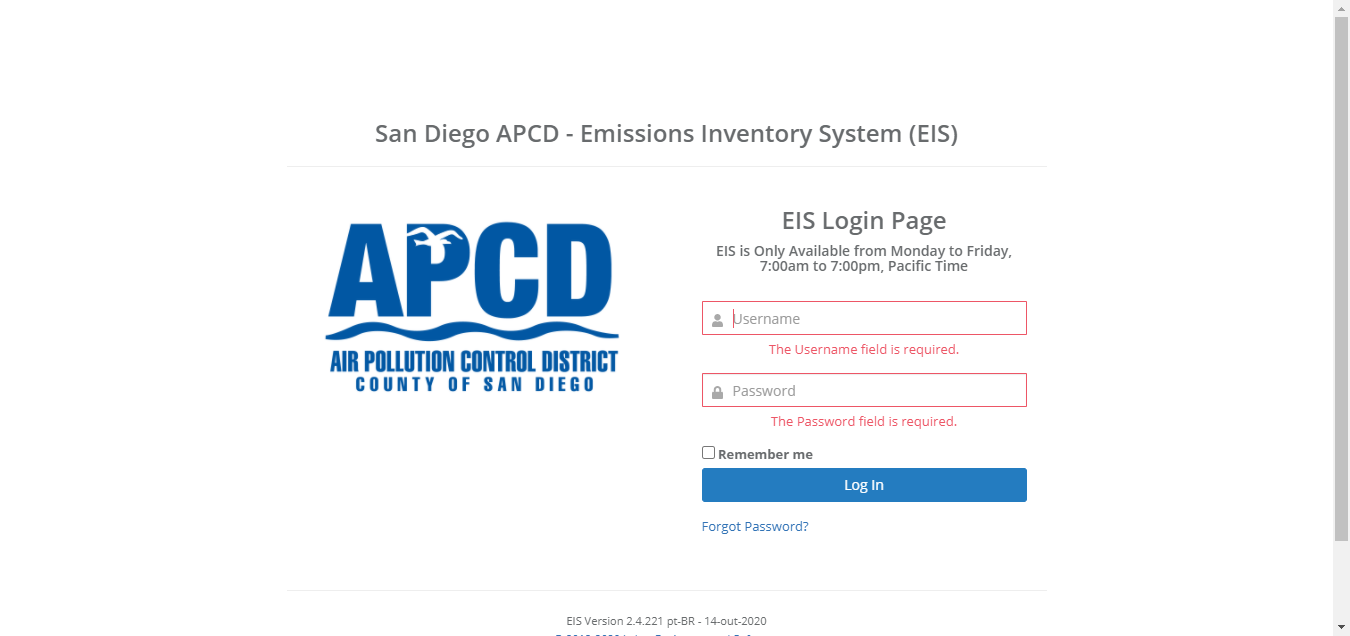 San Diego APCD - Emissions Inventory System (EIS)
APCD
AIR POLLUTION CONTROL DISTRICT
COUNTY OF SAN DIEGO
EIS Login Page
EIS is Only Available from Monday to Friday,
7:00am to 7:00pm, Pacific Time
Username
The Username field is required.
Password
The Password field is required.
Remember me
Log In
Forgot Password?
EIS Version 2.4.221 pt-BR - 14-out-2020